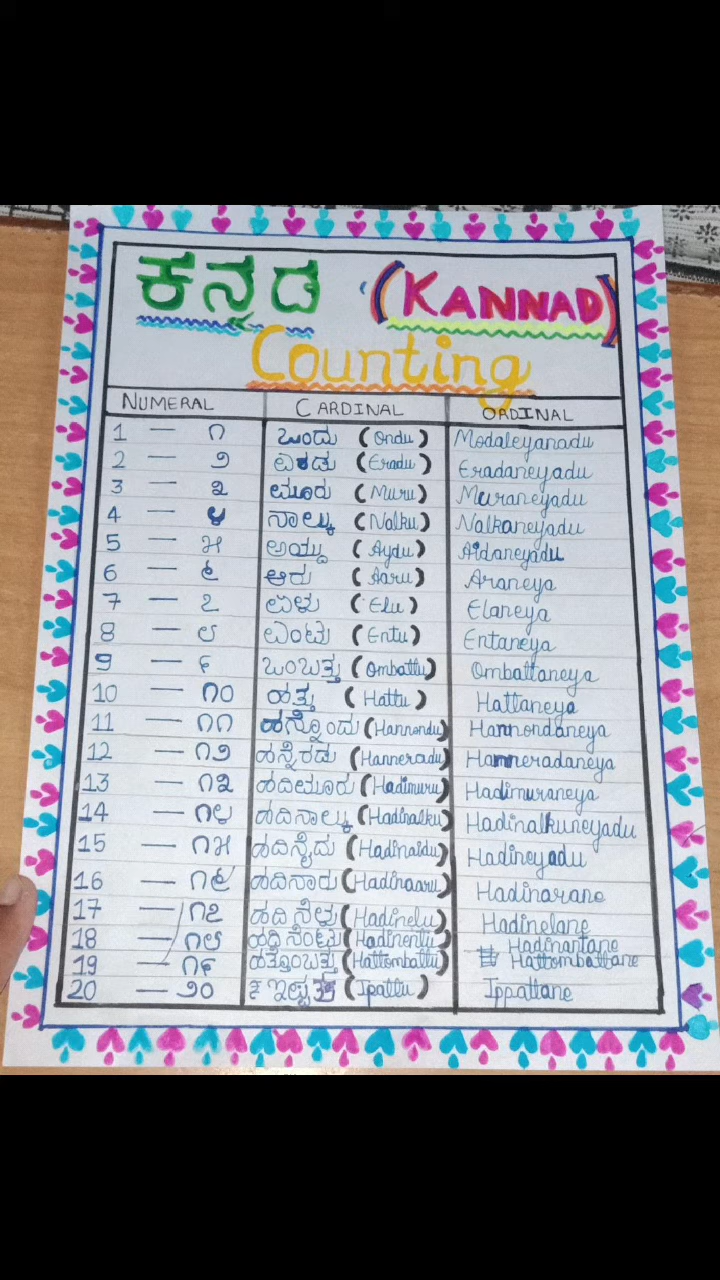 ಕನ್ನಡ (KANNAD)
Counting
NUMERAL CARDINAL ORDINAL
1 — ೧ ಒಂದು (Ondu) Modaleyanadu
2 — ೨ ಎರಡು (Eradu) Eradaneyadu
3 — ೩ ಮೂರು (Muru) Muraneyadu
4 — ೪ ನಾಲ್ಕು (Nalku) Nalkaneyadu
5 — ೫ ಅಯ್ದು (Aydu) Aidaneyadu
6 — ೬ ಆರು (Aaru) Araneya
7 — ೭ ಏಳು (Elu) Elaneya
8 — ೮ ಎಂಟು (Entu) Entaneya
9 — ೯ ಒಂಬತ್ತು (Ombattu) Ombattaneya
10 — ೧೦ ಹತ್ತು (Hattu) Hattaneya
11 — ೧೧ ಹನ್ನೊಂದು (Hannondu) Hannondaneya
12 — ೧೨ ಹನ್ನೆರಡು (Hanneradu) Hanneradaneya
13 — ೧೩ ಹದಿಮೂರು (Hadimuru) Hadimuraneya
14 — ೧೪ ಹದಿನಾಲ್ಕು (Hadinalku) Hadinalkuneyadu
15 — ೧೫ ಹದಿನೈದು (Hadinaidu) Hadineyadu
16 — ೧೬ ಹದಿನಾರು (Hadinaaru) Hadinarane
17 — ೧೭ ಹದಿನೆಳು (Hadinelu) Hadinelane
18 — ೧೮ ಹದಿನೆಂಟು (Hadinentu) Hadinantane
19 — ೧೯ ಹತ್ತೊಂಬತ್ತು (Hattombattu) Hattombattane
20 — ೨೦ (Ipattu) Ippattane